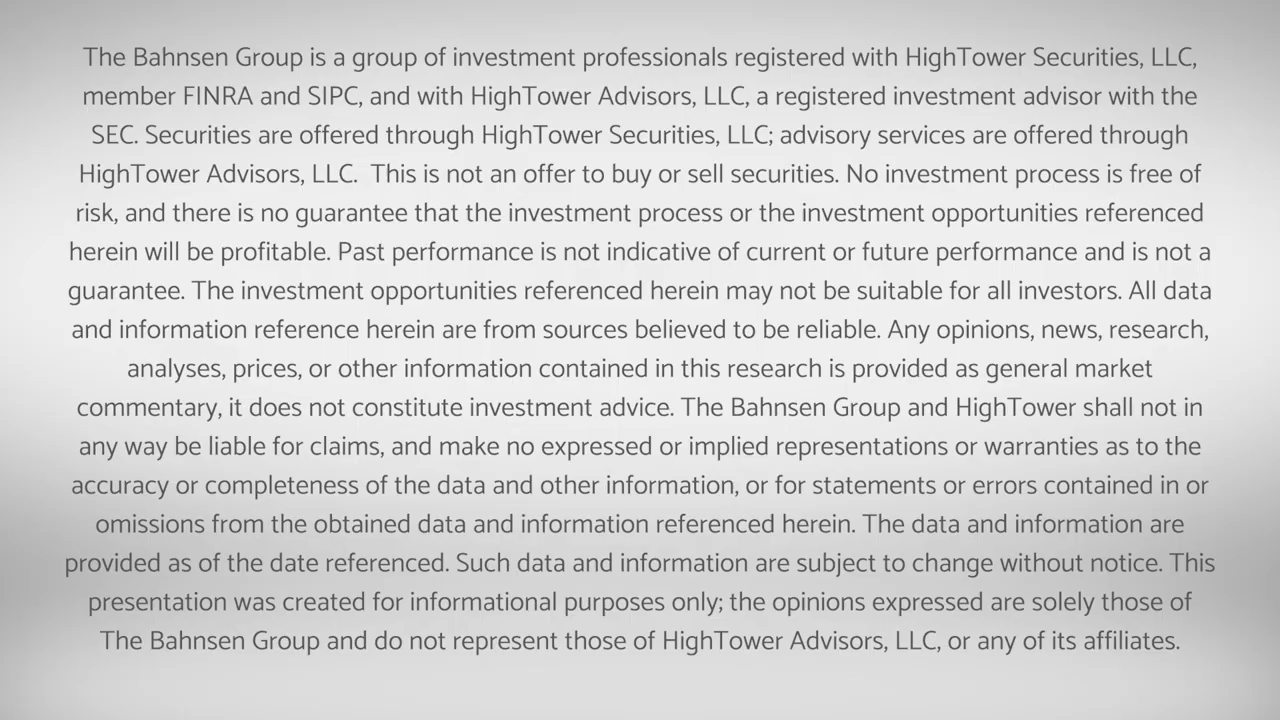 The Bahnsen Group is a group of investment professionals registered with HighTower Securities, LLC,
member FINRA and SIPC, and with HighTower Advisors, LLC, a registered investment advisor with the
SEC. Securities are offered through HighTower Securities, LLC; advisory services are offered through
HighTower Advisors, LLC.  This is not an offer to buy or sell securities. No investment process is free of
risk, and there is no guarantee that the investment process or the investment opportunities referenced
herein will be profitable. Past performance is not indicative of current or future performance and is not a
guarantee. The investment opportunities referenced herein may not be suitable for all investors. All data
and information reference herein are from sources believed to be reliable. Any opinions, news, research,
analyses, prices, or other information contained in this research is provided as general market
commentary, it does not constitute investment advice. The Bahnsen Group and HighTower shall not in
any way be liable for claims, and make no expressed or implied representations or warranties as to the
accuracy or completeness of the data and other information, or for statements or errors contained in or
omissions from the obtained data and information referenced herein. The data and information are
provided as of the date referenced. Such data and information are subject to change without notice. This
presentation was created for informational purposes only; the opinions expressed are solely those of
The Bahnsen Group and do not represent those of HighTower Advisors, LLC, or any of its affiliates.